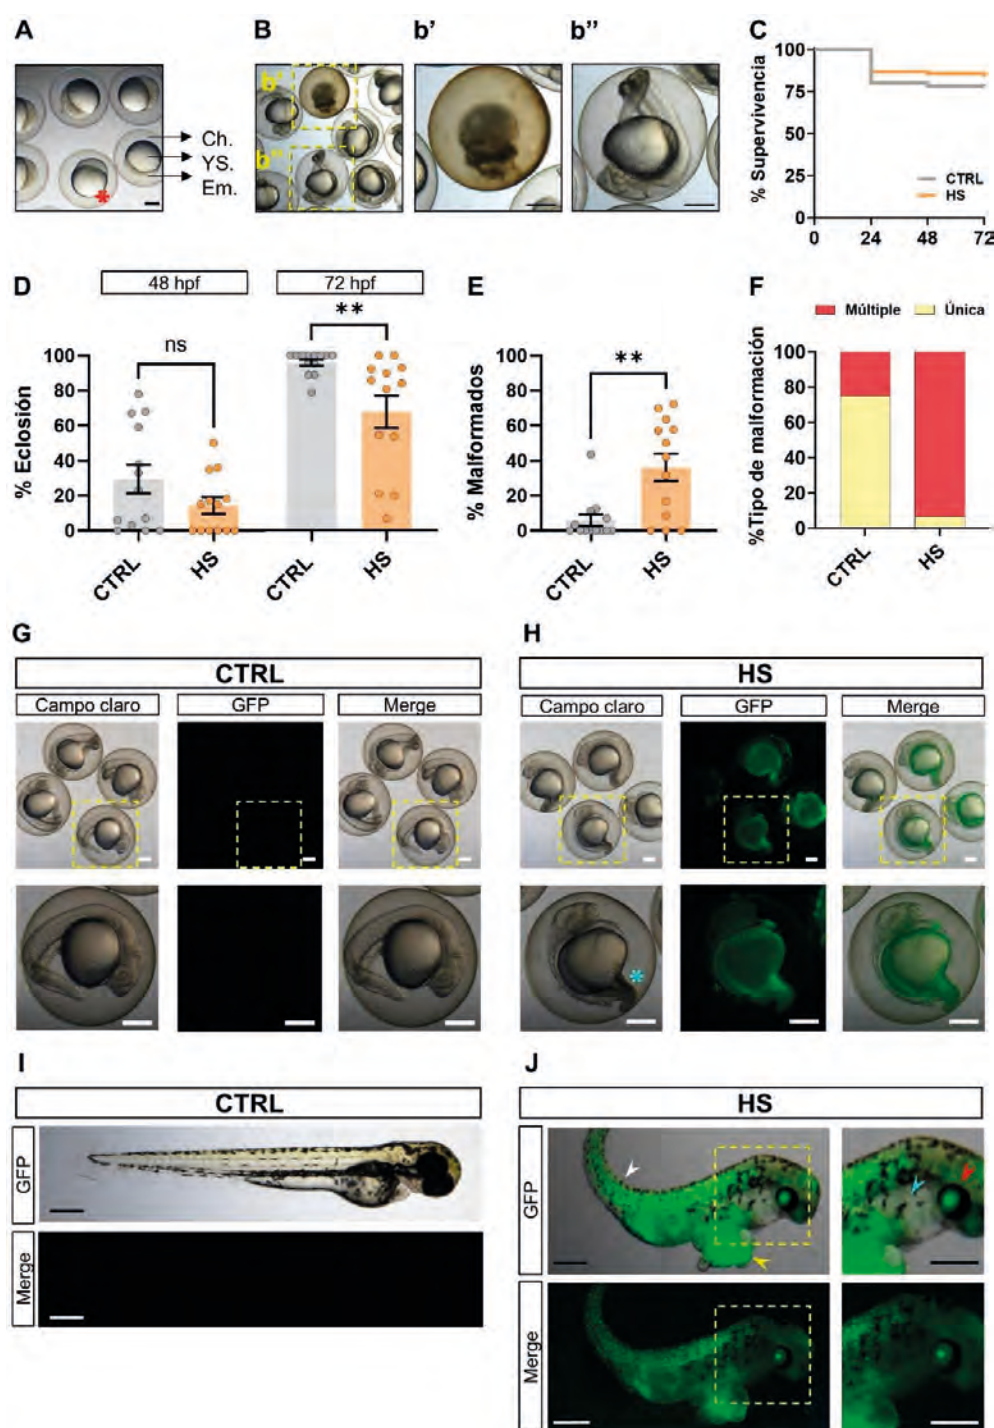 A
B
b'
b''
C
b'
b''
Ch.
YS.
Em.
*
% Supervivencia
100
75
50
25
0
CTRL
HS
0 24 48 72
D
48 hpf
72 hpf
E
F
Múltiple Única
ns
**
**
% Eclosión
100
80
60
40
20
0
CTRL
HS
CTRL
HS
% Malformados
100
80
60
40
20
0
CTRL
HS
%Tipo de malformación
100
80
60
40
20
0
CTRL
HS
G
CTRL
Campo claro
GFP
Merge
H
HS
Campo claro
GFP
Merge
*
I
CTRL
GFP
Merge
J
HS
GFP
Merge